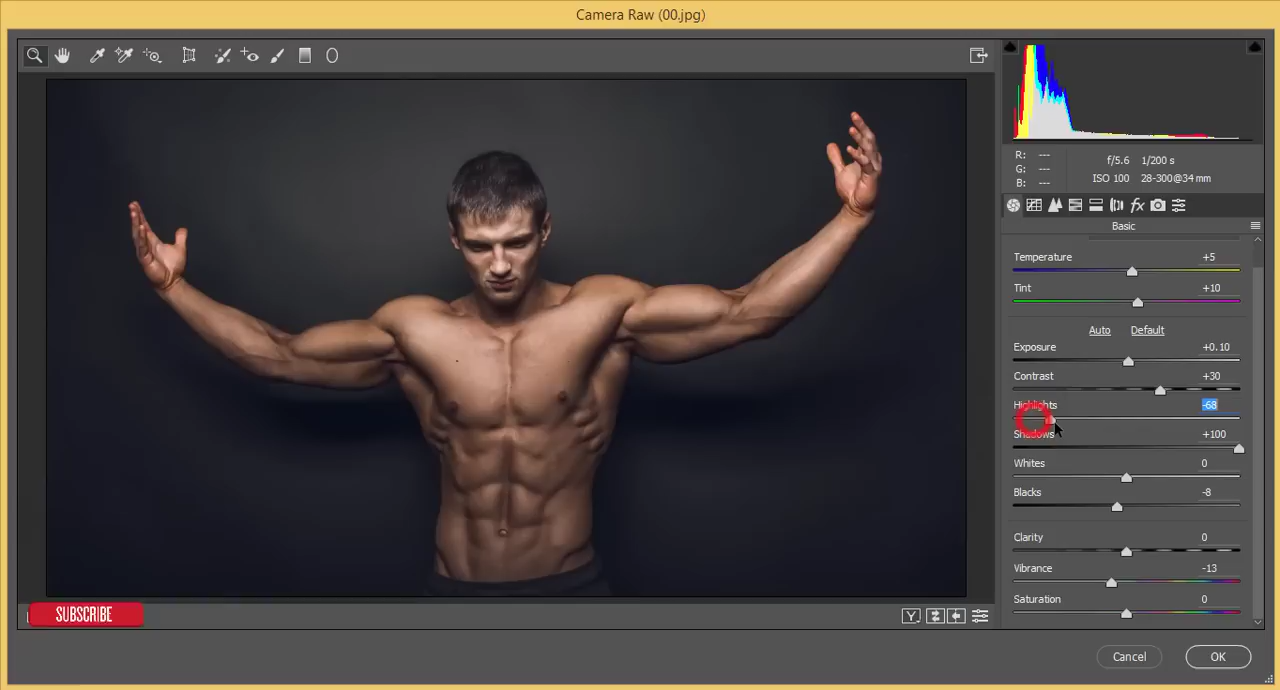 Camera Raw (00.jpg)
R: ---
G: ---
B: ---
f/5.6 1/200 s
ISO 100 28-300@34 mm
fx
Basic
Temperature +5
Tint +10
Auto Default
Exposure +0.10
Contrast +30
Highlights -68
Shadows +100
Whites 0
Blacks -8
Clarity 0
Vibrance -13
Saturation 0
SUBSCRIBE
Y
Cancel OK